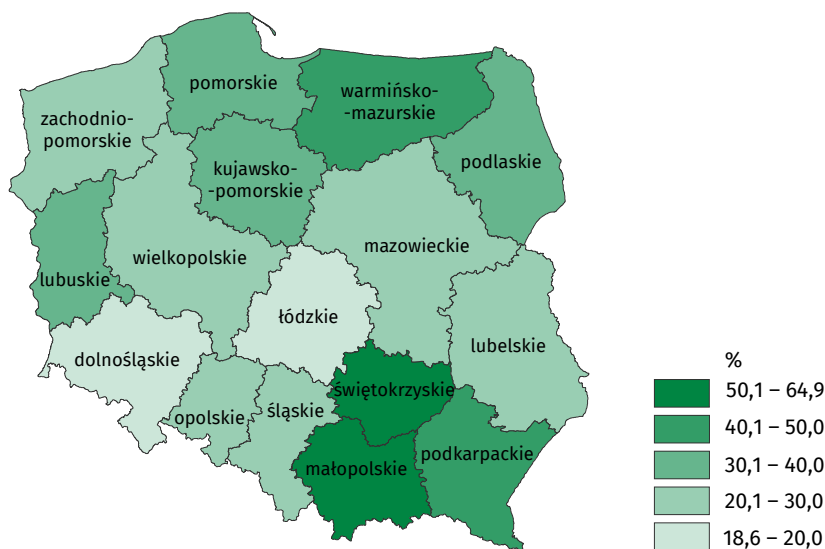 pomorskie
warmińsko-
-mazurskie
zachodnio-
pomorskie
podlaskie
kujawsko-
-pomorskie
mazowieckie
wielkopolskie
lubuskie
łódzkie
lubelskie
dolnośląskie
świętokrzyskie
opolskie
śląskie
podkarpackie
małopolskie
%
50,1 – 64,9
40,1 – 50,0
30,1 – 40,0
20,1 – 30,0
18,6 – 20,0